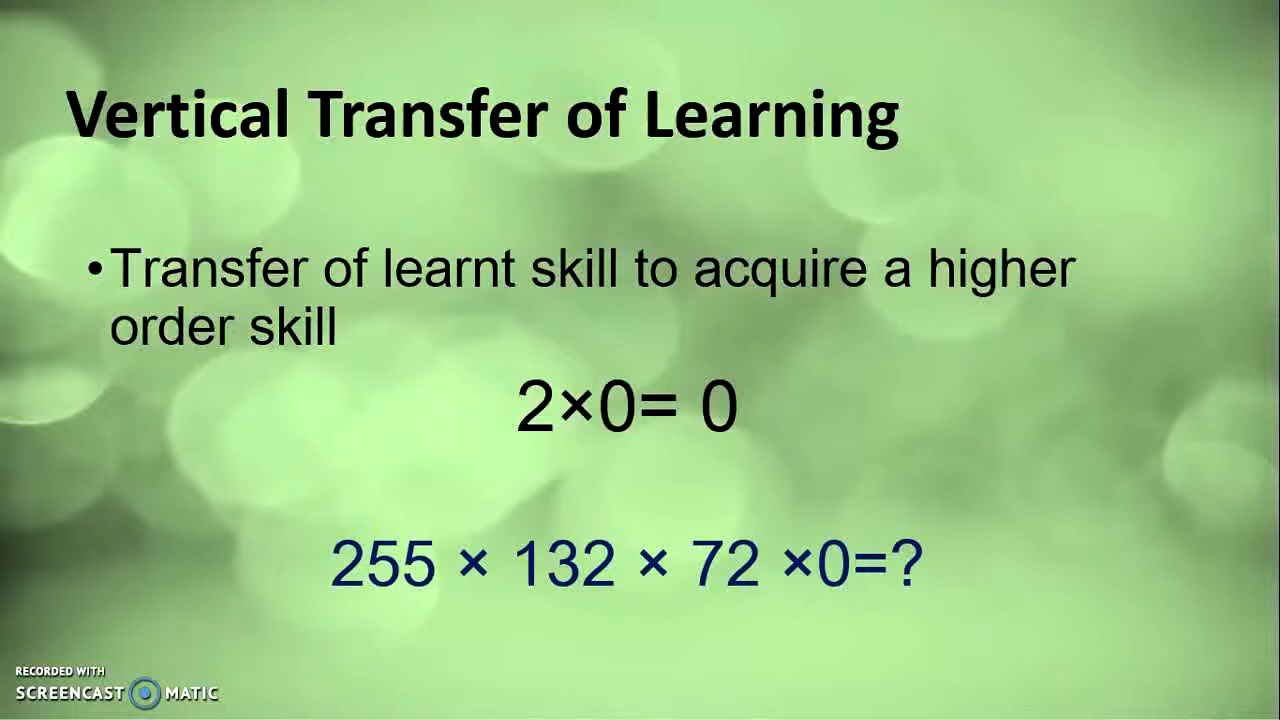 Vertical Transfer of Learning
•Transfer of learnt skill to acquire a higher
order skill
2×0= 0
255 × 132 × 72 ×0=?
RECORDED WITH
SCREENCAST MATIC